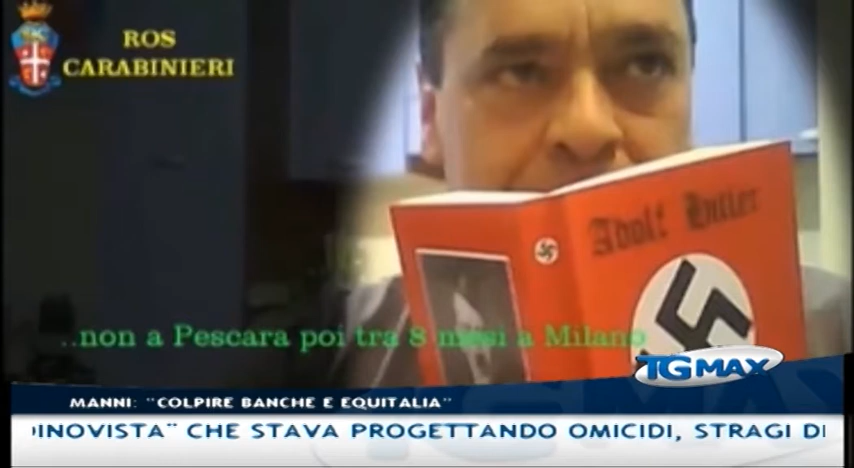 ROS
CARABINIERI
Adolf Hitler
..non a Pescara poi tra 8 mesi a Milano
TGMAX
MANNI: "COLPIRE BANCHE E EQUITALIA"
DINOVISTA" CHE STAVA PROGETTANDO OMICIDI, STRAGI DI